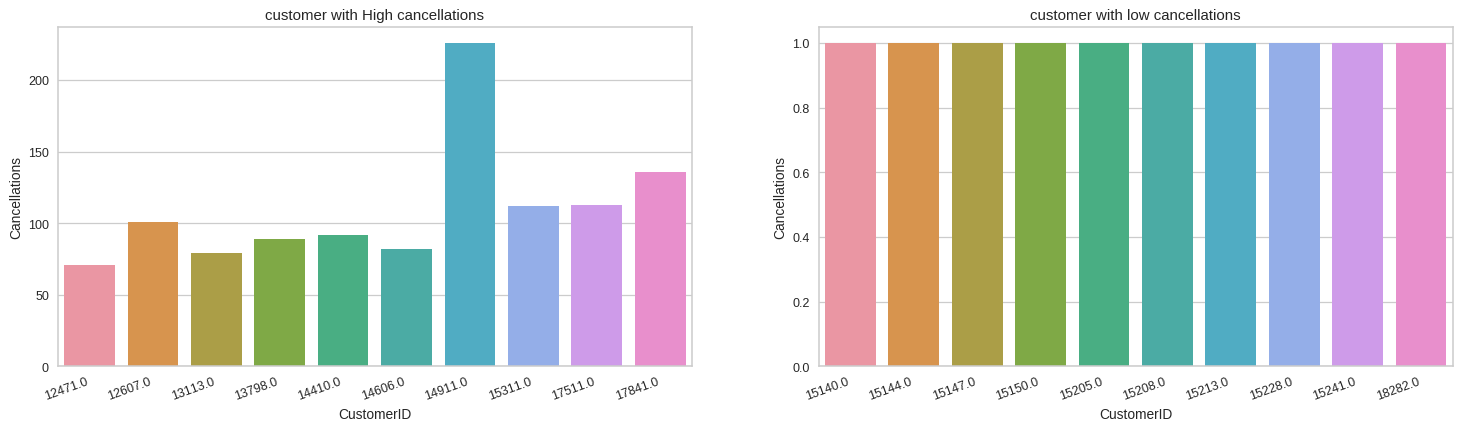 customer with High cancellations
Cancellations
200
150
100
50
0
12471.0 12607.0 13113.0 13798.0 14410.0 14606.0 14911.0 15311.0 17511.0 17841.0
CustomerID
customer with low cancellations
Cancellations
1.0
0.8
0.6
0.4
0.2
0.0
15140.0 15144.0 15147.0 15150.0 15205.0 15208.0 15213.0 15228.0 15241.0 18282.0
CustomerID